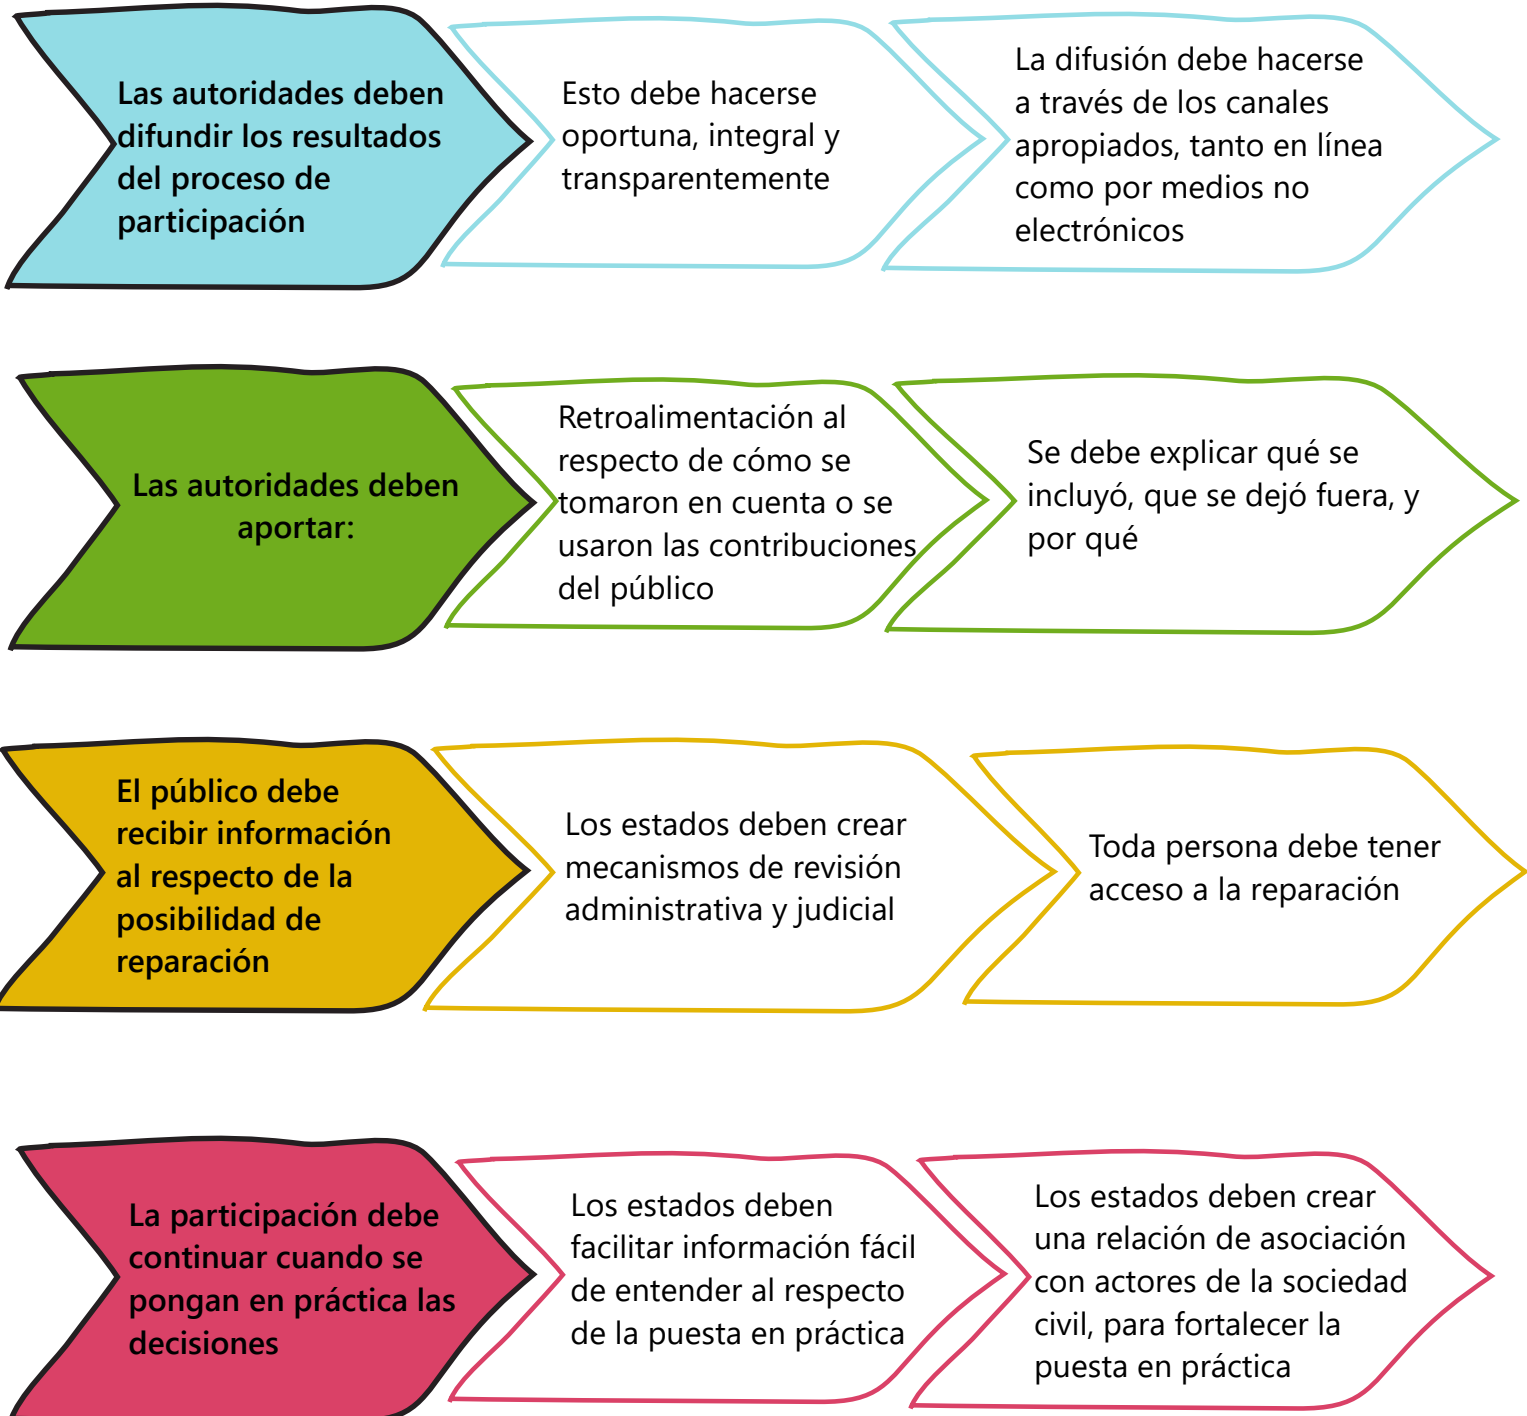 Las autoridades deben
difundir los resultados
del proceso de
participación
Esto debe hacerse
oportuna, integral y
transparentemente
La difusión debe hacerse
a través de los canales
apropiados, tanto en línea
como por medios no
electrónicos
Las autoridades deben
aportar:
Retroalimentación al
respecto de cómo se
tomaron en cuenta o se
usaron las contribuciones
del público
Se debe explicar qué se
incluyó, que se dejó fuera, y
por qué
El público debe
recibir información
al respecto de la
posibilidad de
reparación
Los estados deben crear
mecanismos de revisión
administrativa y judicial
Toda persona debe tener
acceso a la reparación
La participación debe
continuar cuando se
pongan en práctica las
decisiones
Los estados deben
facilitar información fácil
de entender al respecto
de la puesta en práctica
Los estados deben crear
una relación de asociación
con actores de la sociedad
civil, para fortalecer la
puesta en práctica